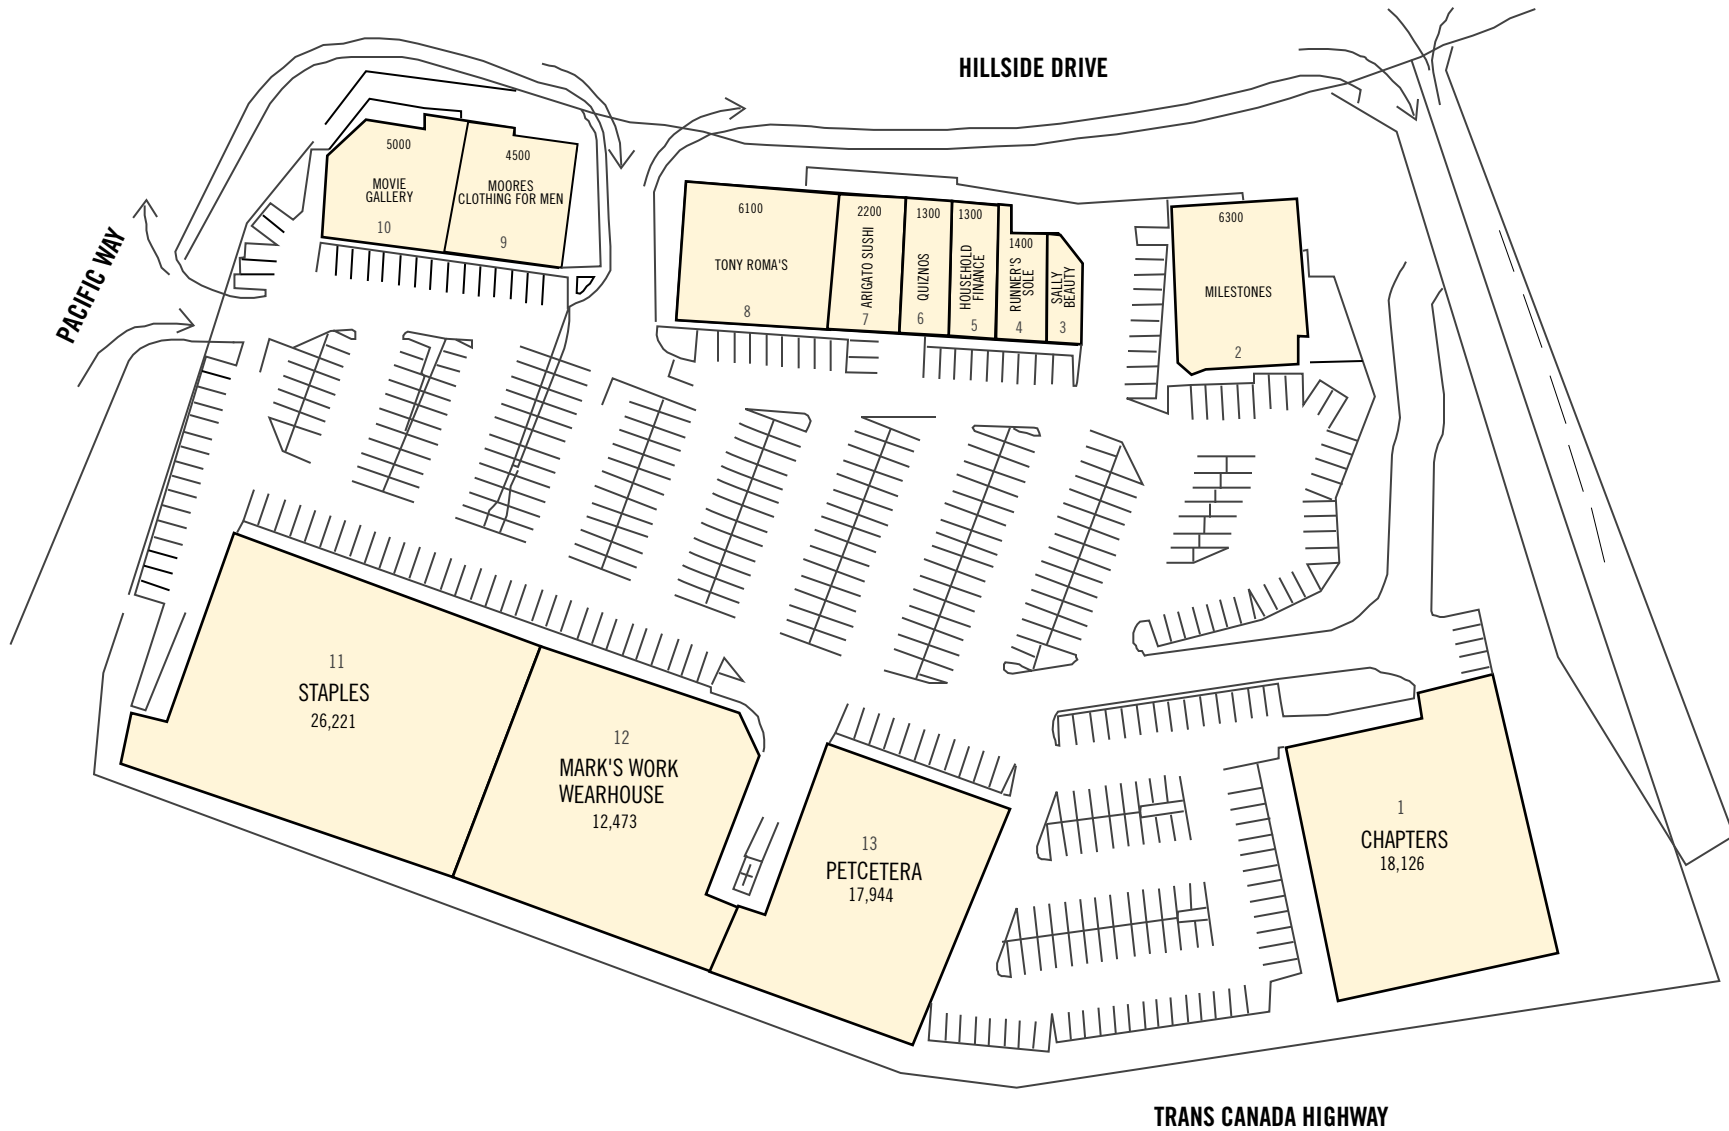 HILLSIDE DRIVE
PACIFIC WAY
5000
MOVIE
GALLERY
10
4500
MOORES
CLOTHING FOR MEN
9
6100
TONY ROMA'S
8
2200
ARIGATO SUSHI
7
1300
QUIZNOS
6
1300
HOUSEHOLD
FINANCE
5
1400
RUNNER'S
SOLE
4
SALLY
BEAUTY
3
6300
MILESTONES
2
11
STAPLES
26,221
12
MARK'S WORK
WEARHOUSE
12,473
13
PETCETERA
17,944
1
CHAPTERS
18,126
TRANS CANADA HIGHWAY